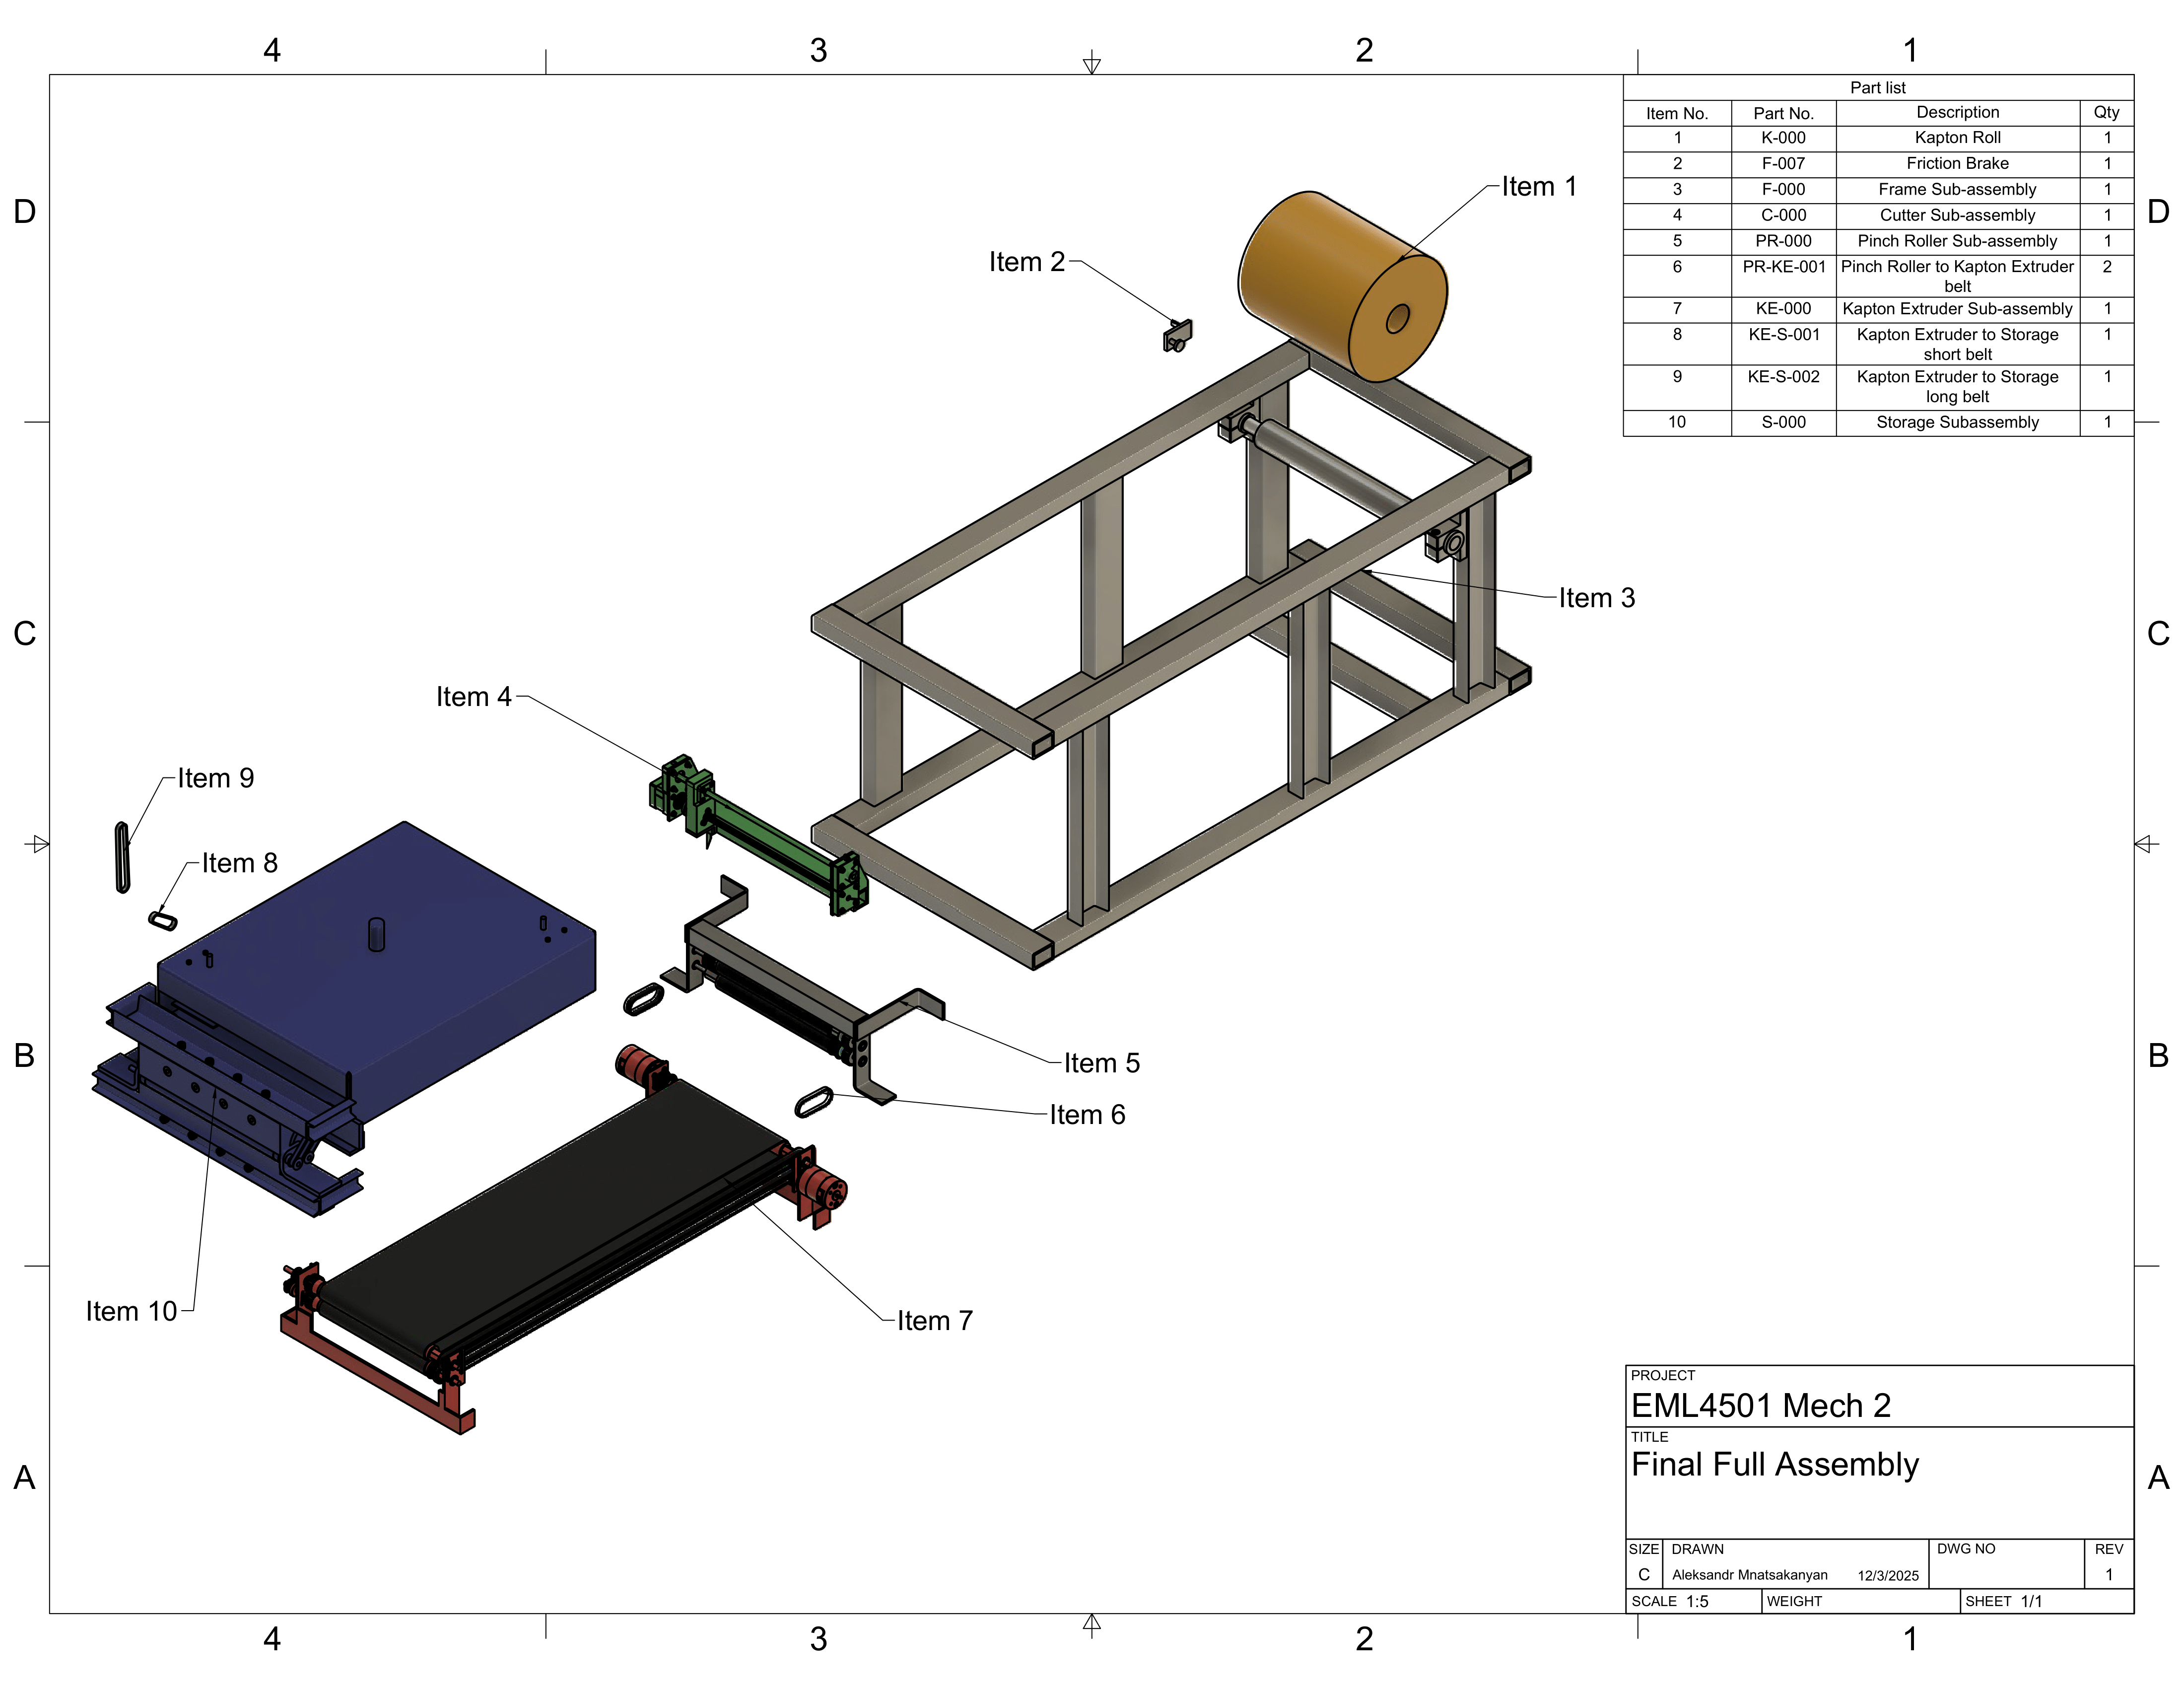 4 3 2 1
Part list
Item No. Part No. Description Qty
1 K-000 Kapton Roll 1
2 F-007 Friction Brake 1
3 F-000 Frame Sub-assembly 1
4 C-000 Cutter Sub-assembly 1
5 PR-000 Pinch Roller Sub-assembly 1
6 PR-KE-001 Pinch Roller to Kapton Extruder 2
belt
7 KE-000 Kapton Extruder Sub-assembly 1
8 KE-S-001 Kapton Extruder to Storage 1
short belt
9 KE-S-002 Kapton Extruder to Storage 1
long belt
10 S-000 Storage Subassembly 1
D D
Item 1
Item 2
Item 3
C C
Item 4
Item 9
Item 8
B B
Item 5
Item 6
Item 10
Item 7
A A
PROJECT
EML4501 Mech 2
TITLE
Final Full Assembly
SIZE DRAWN DWG NO REV
C Aleksandr Mnatsakanyan 12/3/2025 1
SCALE 1:5 WEIGHT SHEET 1/1
4 3 2 1